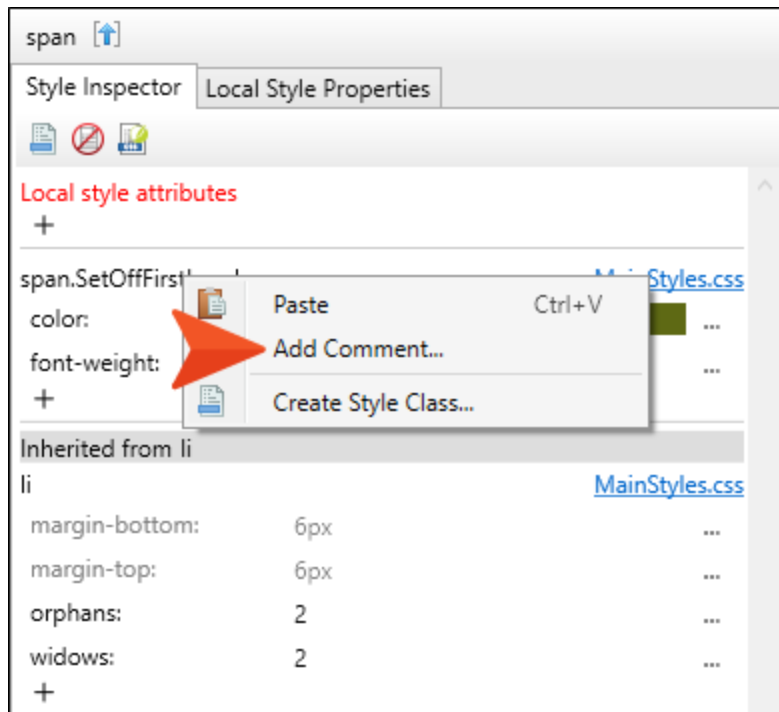 span
Style Inspector Local Style Properties
Local style attributes
+
span.SetOffFirst
Styles.css
Paste Ctrl+V
color: ...
Add Comment...
font-weight: ...
+
Create Style Class...
Inherited from li
li MainStyles.css
margin-bottom: 6px ...
margin-top: 6px ...
orphans: 2 ...
widows: 2 ...
+